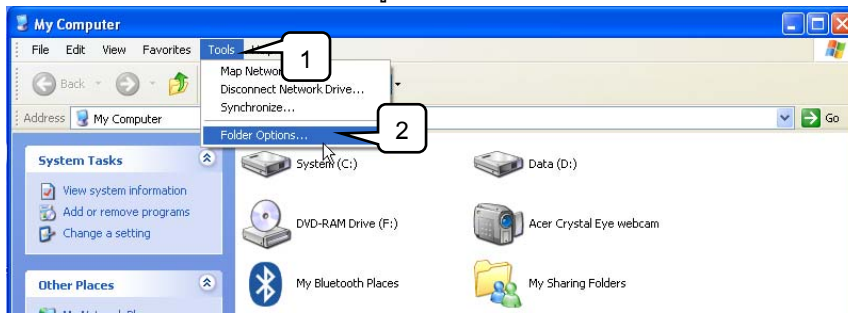 My Computer
File Edit View Favorites Tools
1
Map Network
Back
Disconnect Network Drive...
Synchronize...
Address My Computer
Go
Folder Options...
2
System Tasks
System (C:)
Data (D:)
View system information
Add or remove programs
DVD-RAM Drive (F:)
Acer Crystal Eye webcam
Change a setting
Other Places
My Bluetooth Places
My Sharing Folders